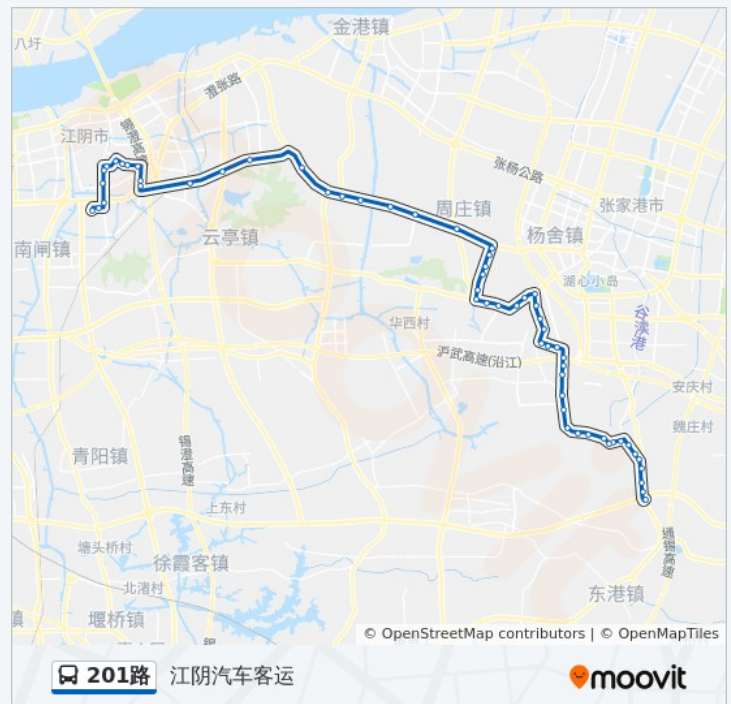 金港镇
八圩
澄张路
江阴市
锡澄高速
张杨公路
周庄镇
张家港市
南闸镇
云亭镇
杨舍镇
湖心小岛
谷渎港
华西村
沪武高速(沿江)
安庆村
魏庄村
青阳镇
锡澄高速
上东村
塘头桥村
徐霞客镇
通锡高速
北渚村
东港镇
镇
堰桥镇
© OpenStreetMap contributors | © OpenMapTiles
201路 江阴汽车客运
moovit